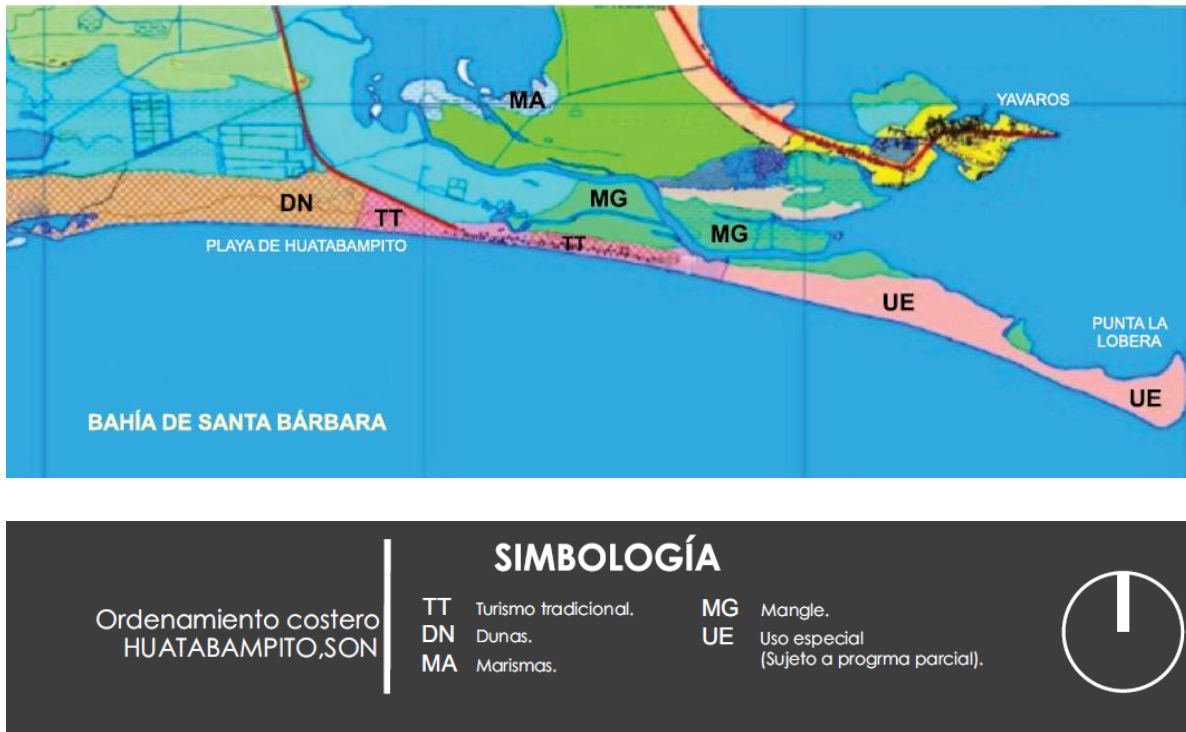 MA
YAVAROS
DN
TT
MG
PLAYA DE HUATABAMPITO
TT
MG
UE
PUNTA LA
LOBERA
UE
BAHÍA DE SANTA BÁRBARA
Ordenamiento costero
HUATABAMPITO,SON
SIMBOLOGÍA
TT Turismo tradicional.
DN Dunas.
MA Marismas.
MG Mangle.
UE Uso especial
(Sujeto a progrma parcial).